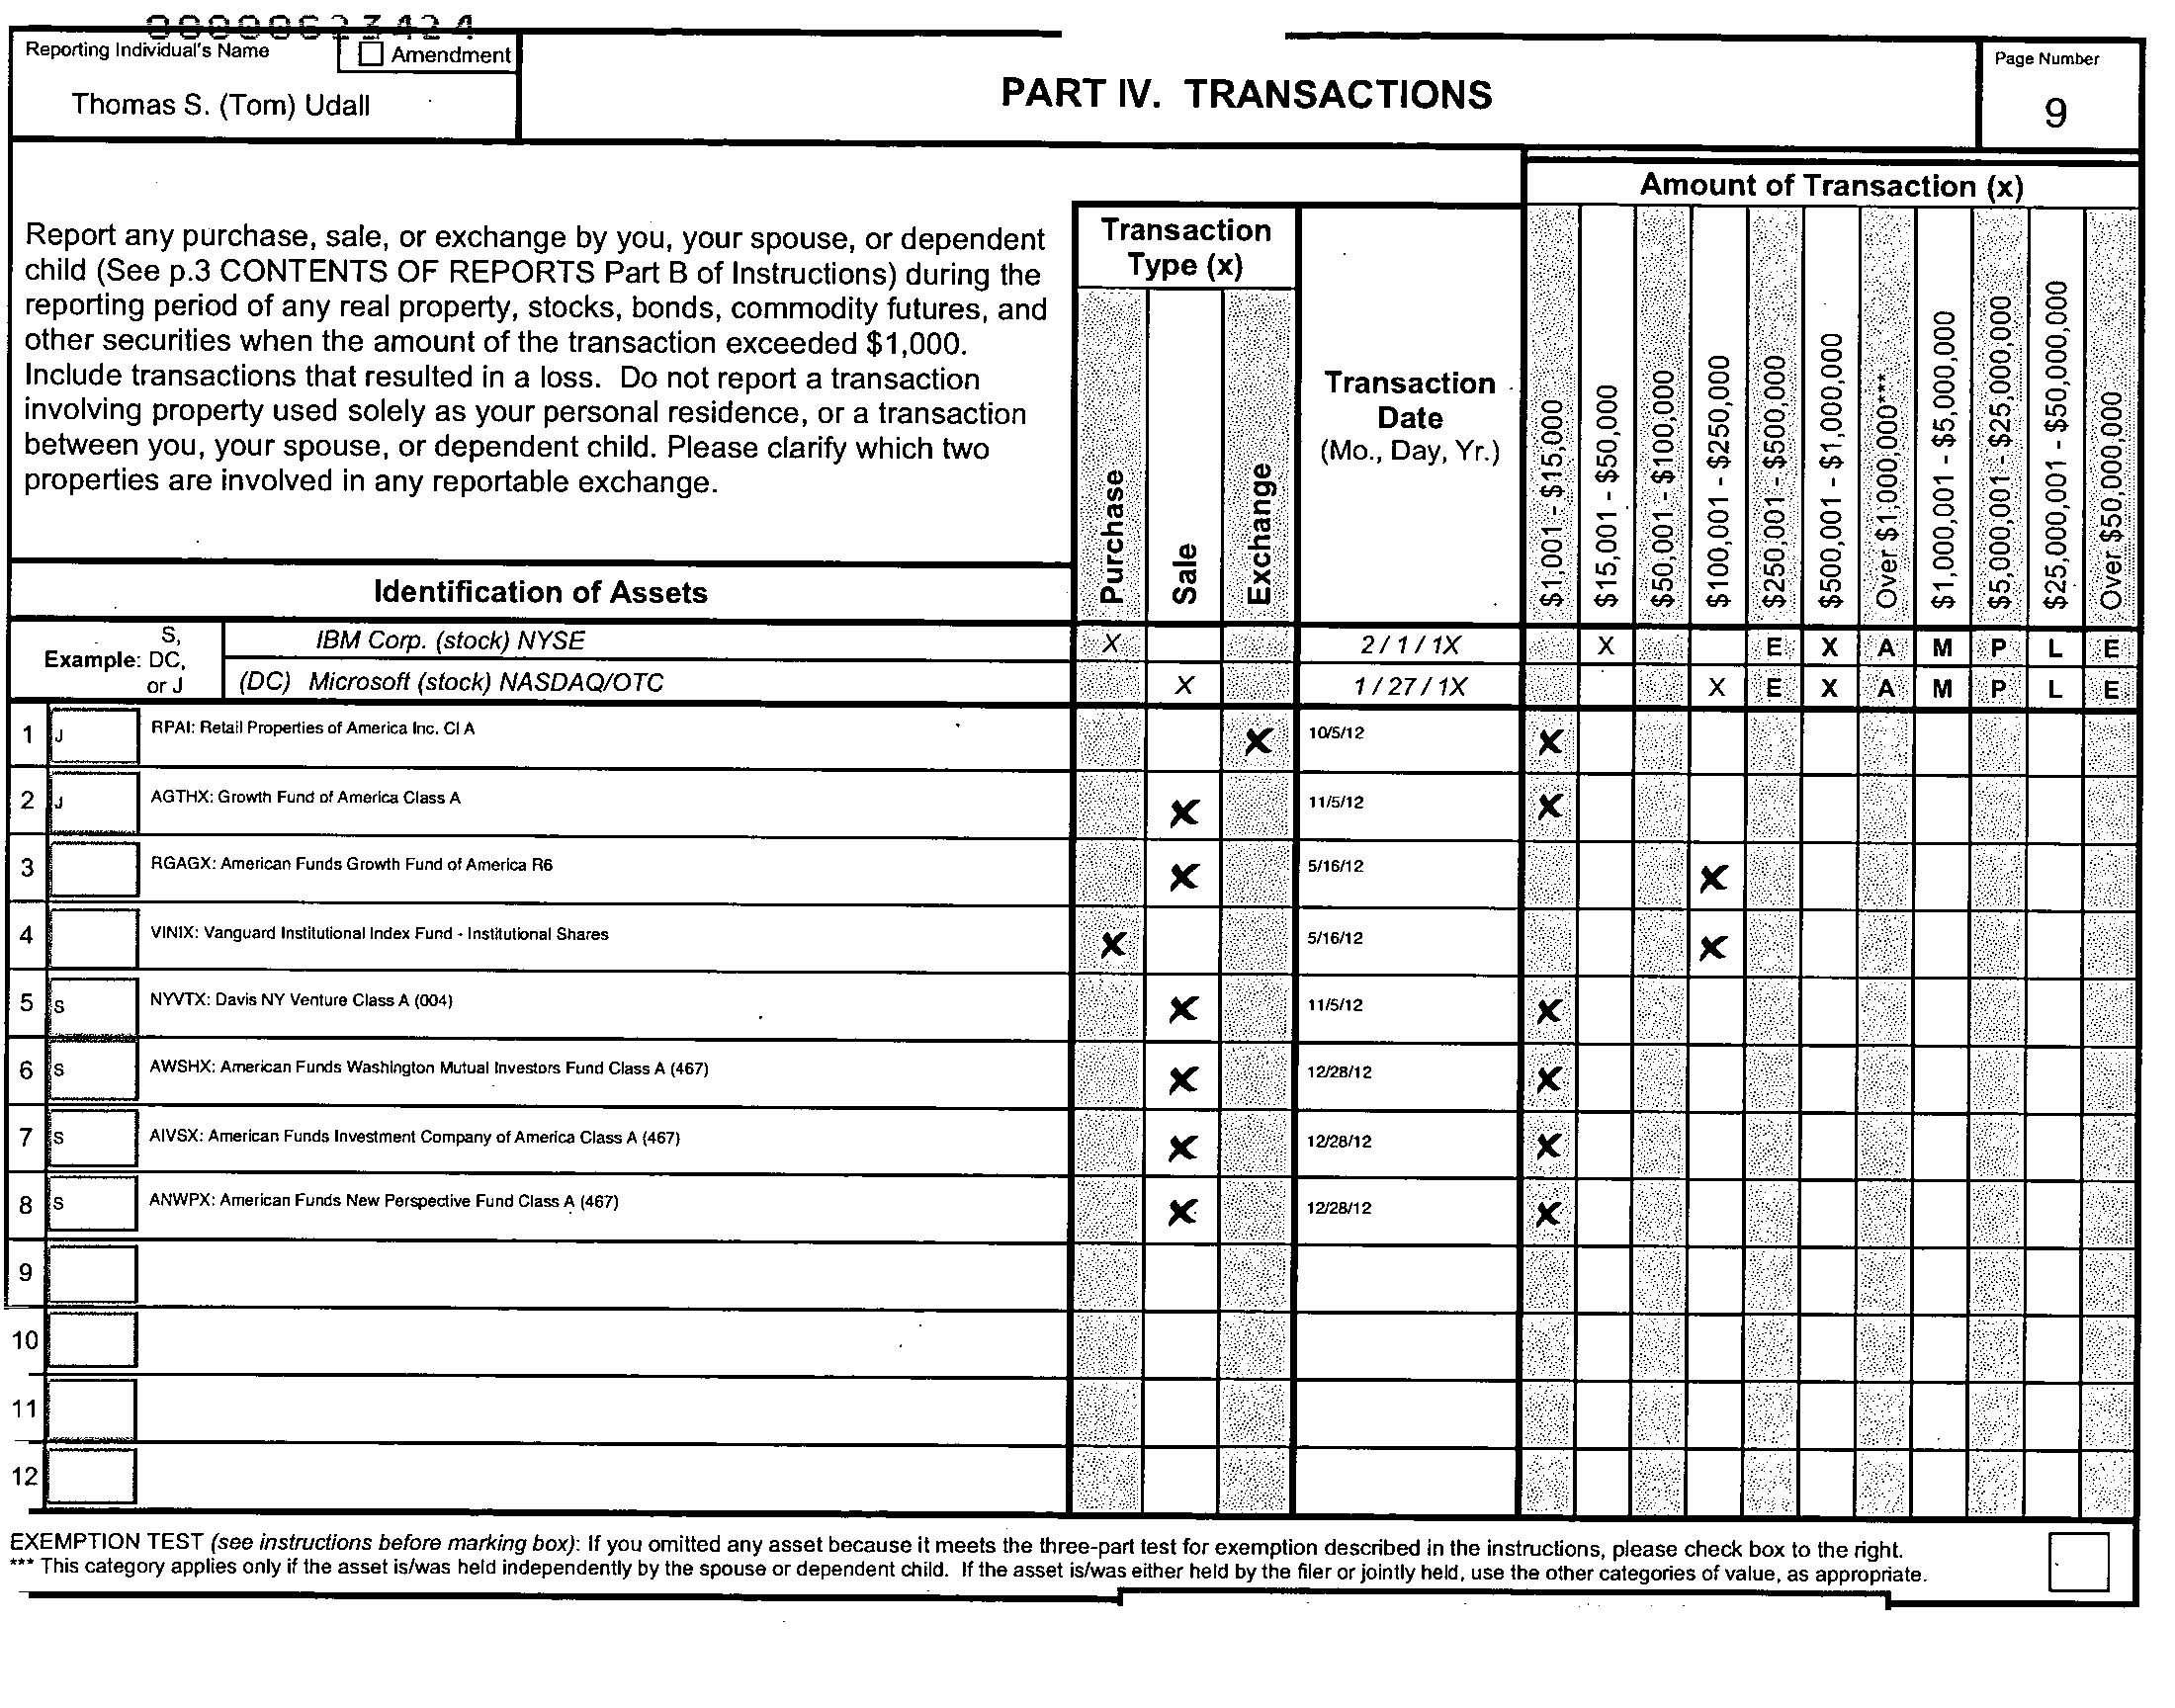 00000623424
Reporting Individual's Name
Amendment
Thomas S. (Tom) Udall
PART IV. TRANSACTIONS
Page Number
9
Report any purchase, sale, or exchange by you, your spouse, or dependent
child (See p.3 CONTENTS OF REPORTS Part B of Instructions) during the
reporting period of any real property, stocks, bonds, commodity futures, and
other securities when the amount of the transaction exceeded $1,000.
Include transactions that resulted in a loss. Do not report a transaction
involving property used solely as your personal residence, or a transaction
between you, your spouse, or dependent child. Please clarify which two
properties are involved in any reportable exchange.
Identification of Assets
Transaction
Type (x)
Purchase
Sale
Exchange
Transaction
Date
(Mo., Day, Yr.)
Amount of Transaction (x)
$1,001 - $15,000
$15,001 - $50,000
$50,001 - $100,000
$100,001 - $250,000
$250,001 - $500,000
$500,001 - $1,000,000
Over $1,000,000***
$1,000,001 - $5,000,000
$5,000,001 - $25,000,000
$25,000,001 - $50,000,000
Over $50,000,000
Example: S, DC, or J
IBM Corp. (stock) NYSE X 2 / 1 / 1X X E X A M P L E
(DC) Microsoft (stock) NASDAQ/OTC X 1 / 27 / 1X X E X A M P L E
1 J RPAI: Retail Properties of America Inc. Cl A X 10/5/12 X
2 J AGTHX: Growth Fund of America Class A X 11/5/12 X
3 RGAGX: American Funds Growth Fund of America R6 X 5/16/12 X
4 VINIX: Vanguard Institutional Index Fund - Institutional Shares X 5/16/12 X
5 S NYVTX: Davis NY Venture Class A (004) X 11/5/12 X
6 S AWSHX: American Funds Washington Mutual Investors Fund Class A (467) X 12/28/12 X
7 S AIVSX: American Funds Investment Company of America Class A (467) X 12/28/12 X
8 S ANWPX: American Funds New Perspective Fund Class A (467) X 12/28/12 X
9
10
11
12
EXEMPTION TEST (see instructions before marking box): If you omitted any asset because it meets the three-part test for exemption described in the instructions, please check box to the right.
*** This category applies only if the asset is/was held independently by the spouse or dependent child. If the asset is/was either held by the filer or jointly held, use the other categories of value, as appropriate.